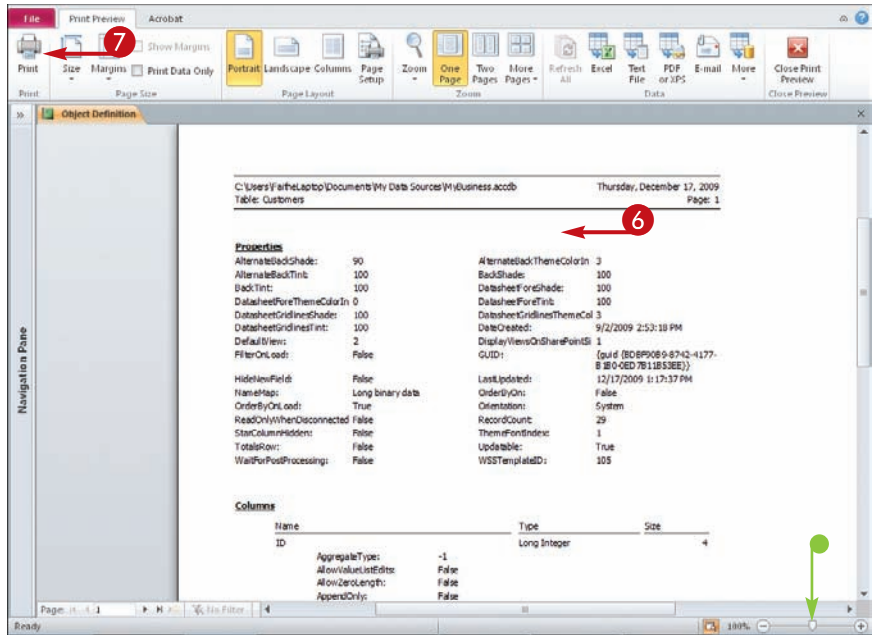 File Print Preview Acrobat
7
Print Size Margins Show Margins Print Data Only Portrait Landscape Columns Page Setup Zoom One Page Two Pages More Pages Refresh All Excel Text File PDF or XPS E-mail More Close Print Preview
Print Page Size Page Layout Zoom Data Close Preview
Object Definition
C:\Users\FaitheLaptop\Documents\My Data Sources\MyBusiness.accdb Thursday, December 17, 2009
Table: Customers Page: 1
6
Properties
AlternateBackShade: 90 AlternateBackThemeColorIn 3
AlternateBackTint: 100 BackShade: 100
BackTint: 100 DatasheetForeShade: 100
DatasheetForeThemeColorIn 0 DatasheetForeTint: 100
DatasheetGridlinesShade: 100 DatasheetGridlinesThemeCol 3
DatasheetGridlinesTint: 100 DateCreated: 9/2/2009 2:53:18 PM
DefaultView: 2 DisplayViewsOnSharePointSi 1
FilterOnLoad: False GUID: {guid
HideNewField: False LastUpdated: 12/17/2009 1:17:37 PM
NameMap: Long binary data OrderByOn: False
OrderByOnLoad: True Orientation: System
ReadOnlyWhenDisconnected False RecordCount: 29
StarColumnHidden: False ThemeFontIndex: 1
TotalsRow: False Updatable: True
WaitForPostProcessing: False WSSTemplateID: 105
Columns
Name Type Size
ID Long Integer 4
AggregateType: -1
AllowValueListEdits: False
AllowZeroLength: False
AppendOnly: False
Navigation Pane
Page: 1 No Filter
Ready 100%